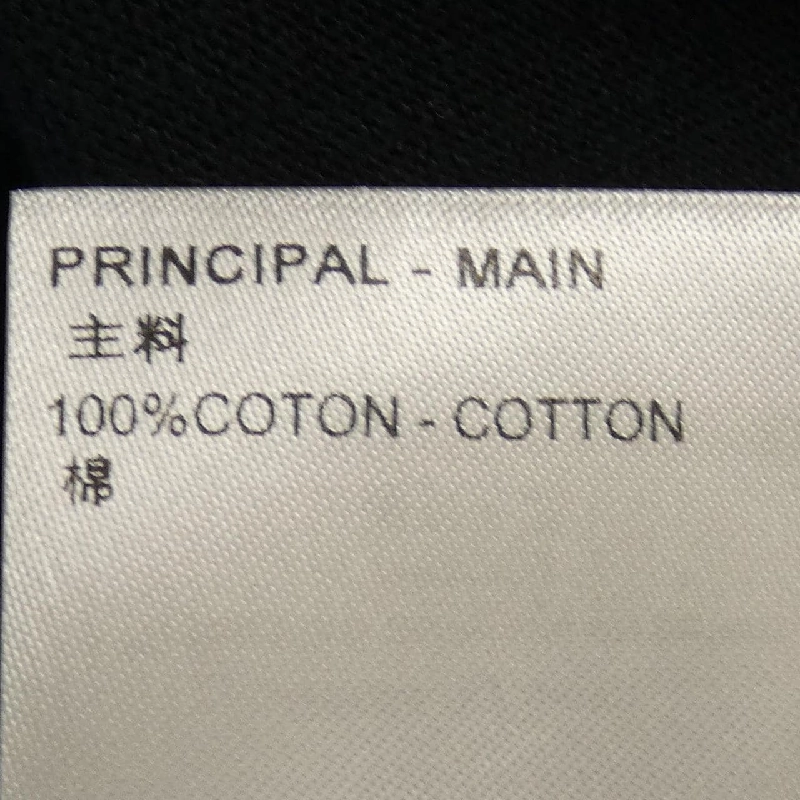 PRINCIPAL - MAIN
主料
100%COTON - COTTON
棉